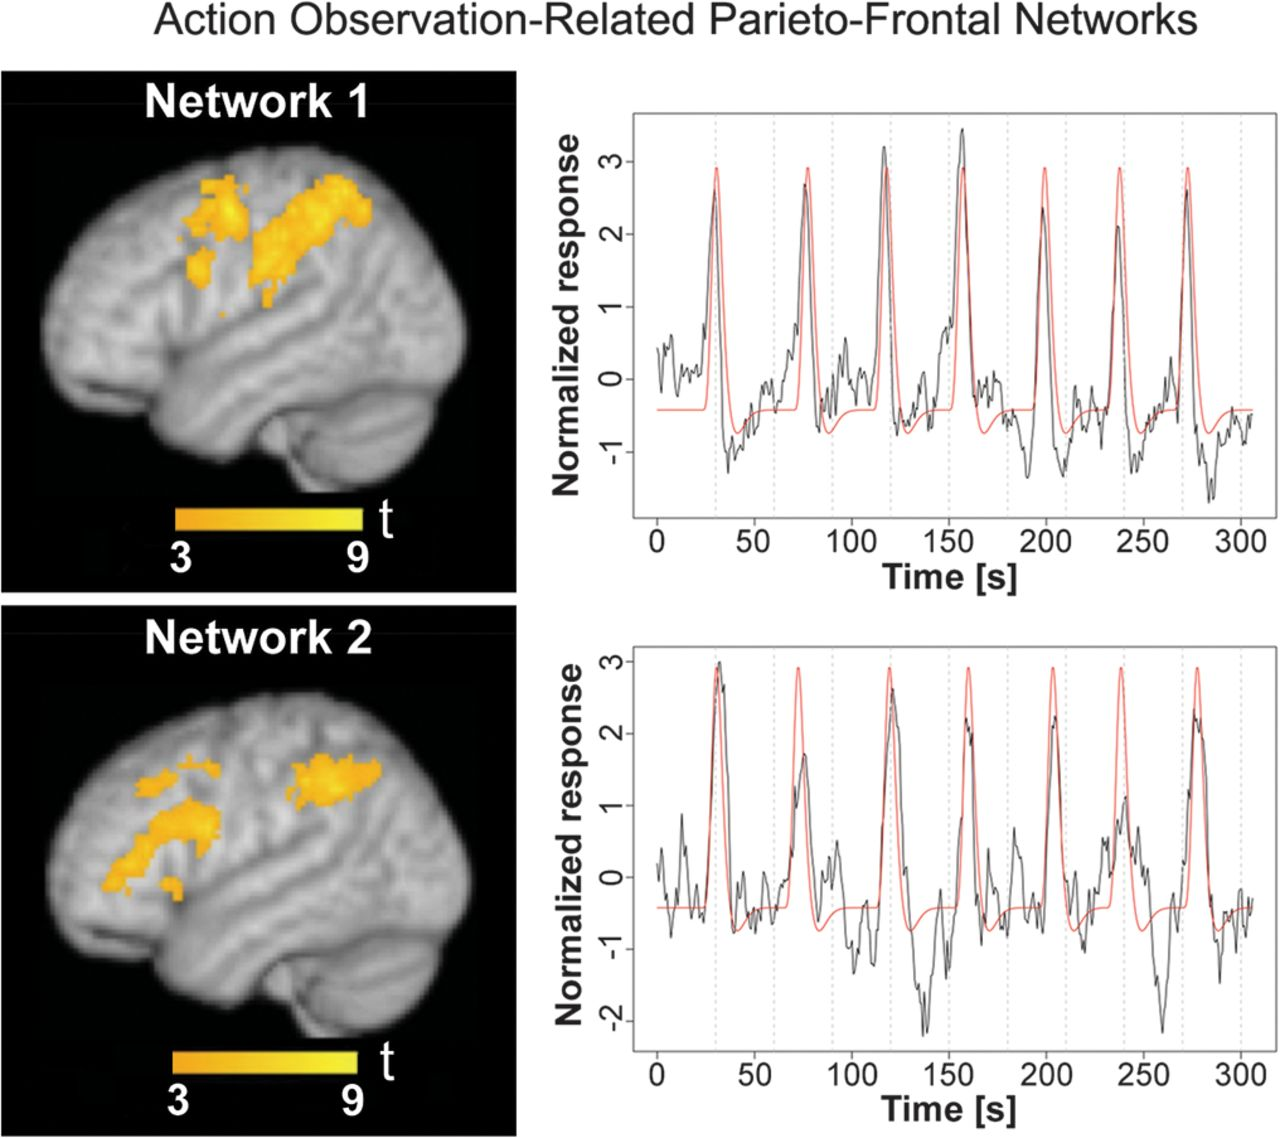 Action Observation-Related Parieto-Frontal Networks
Network 1
3 9 t
Normalized response
3
2
1
0
-1
0 50 100 150 200 250 300
Time [s]
Network 2
3 9 t
Normalized response
3
2
1
0
-1
-2
0 50 100 150 200 250 300
Time [s]